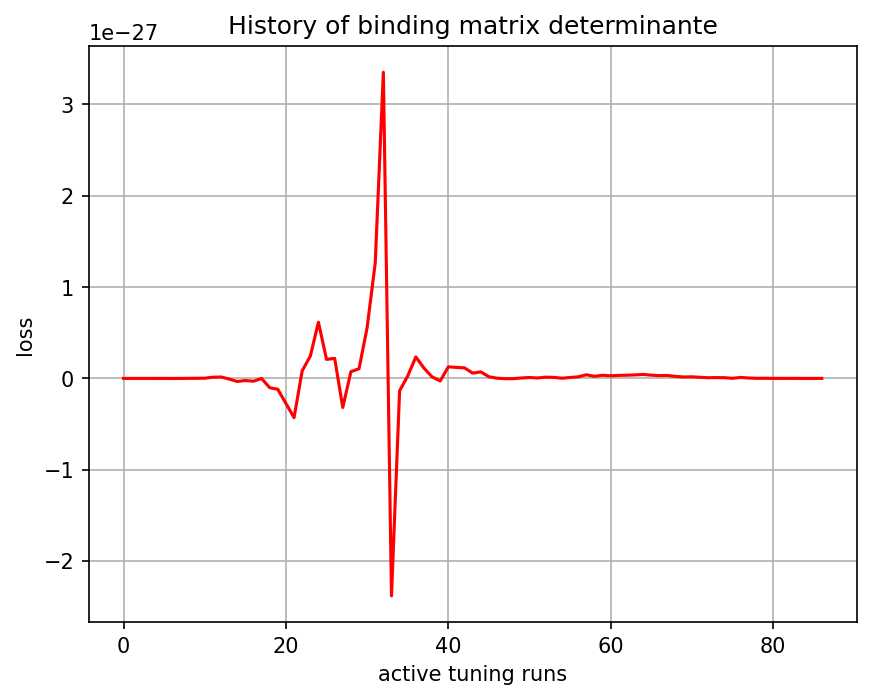 History of binding matrix determinante
1e−27
3
2
1
0
−1
−2
loss
0 20 40 60 80
active tuning runs